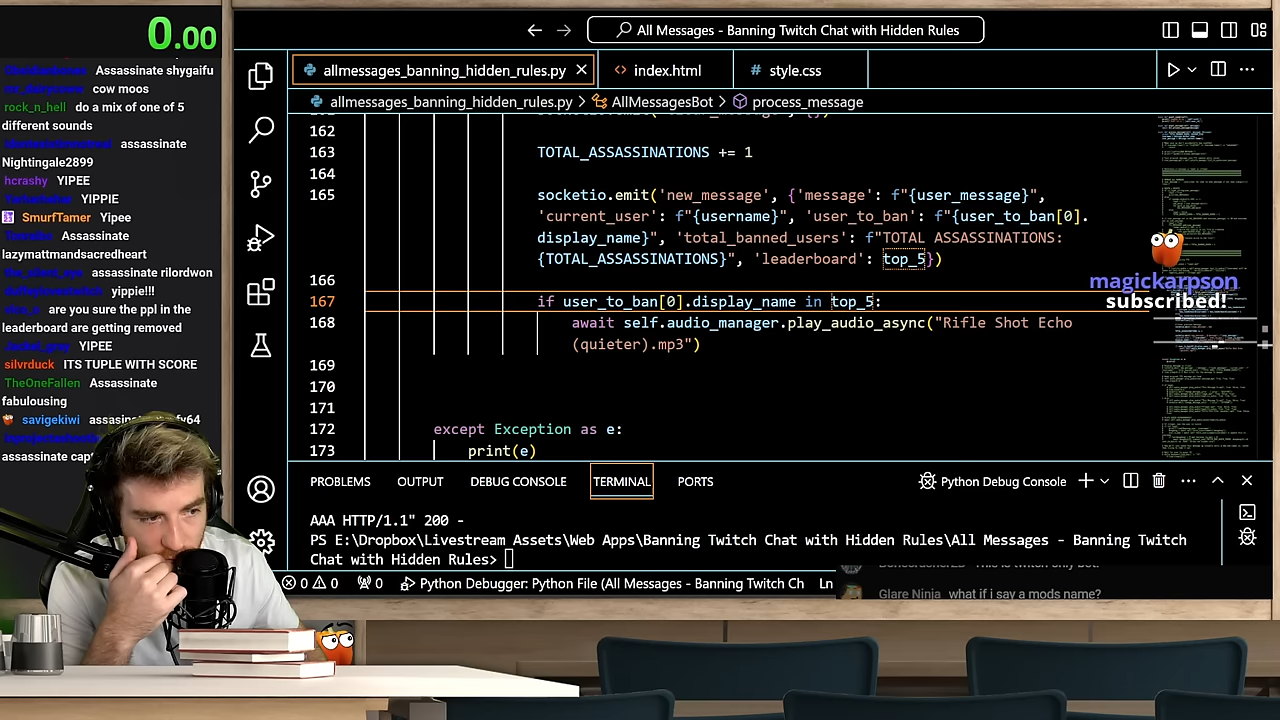 0.00
Assassinate shygaifu
cow moos
rock_n_hell do a mix of one of 5
different sounds
assassinate
Nightingale2899
hcrashy YIPEE
YIPPIE
SmurfTamer Yipee
Assassinate
lazymattmandsacredheart
assassinate rilordwon
yippie!!!
are you sure the ppl in the
leaderboard are getting removed
YIPEE
silvrduck ITS TUPLE WITH SCORE
TheOneFallen Assassinate
fabulousing
savigekiwi
assassinate
All Messages - Banning Twitch Chat with Hidden Rules
allmessages_banning_hidden_rules.py
index.html
style.css
allmessages_banning_hidden_rules.py > AllMessagesBot > process_message
162
163 TOTAL_ASSASSINATIONS += 1
164
165 socketio.emit('new_message', {'message': f"{user_message}",
'current_user': f"{username}", 'user_to_ban': f"{user_to_ban[0].
display_name}", 'total_banned_users': f"TOTAL ASSASSINATIONS:
{TOTAL_ASSASSINATIONS}", 'leaderboard': top_5})
166
167 if user_to_ban[0].display_name in top_5:
168 await self.audio_manager.play_audio_async("Rifle Shot Echo
(quieter).mp3")
169
170
171
172 except Exception as e:
173 print(e)
magickarpson
subscribed!
PROBLEMS OUTPUT DEBUG CONSOLE TERMINAL PORTS
Python Debug Console
AAA HTTP/1.1" 200 -
PS E:\Dropbox\Livestream Assets\Web Apps\Banning Twitch Chat with Hidden Rules\All Messages - Banning Twitch
Chat with Hidden Rules>
0 0 0 Python Debugger: Python File (All Messages - Banning Twitch Ch Ln
Glare Ninja what if i say a mods name?